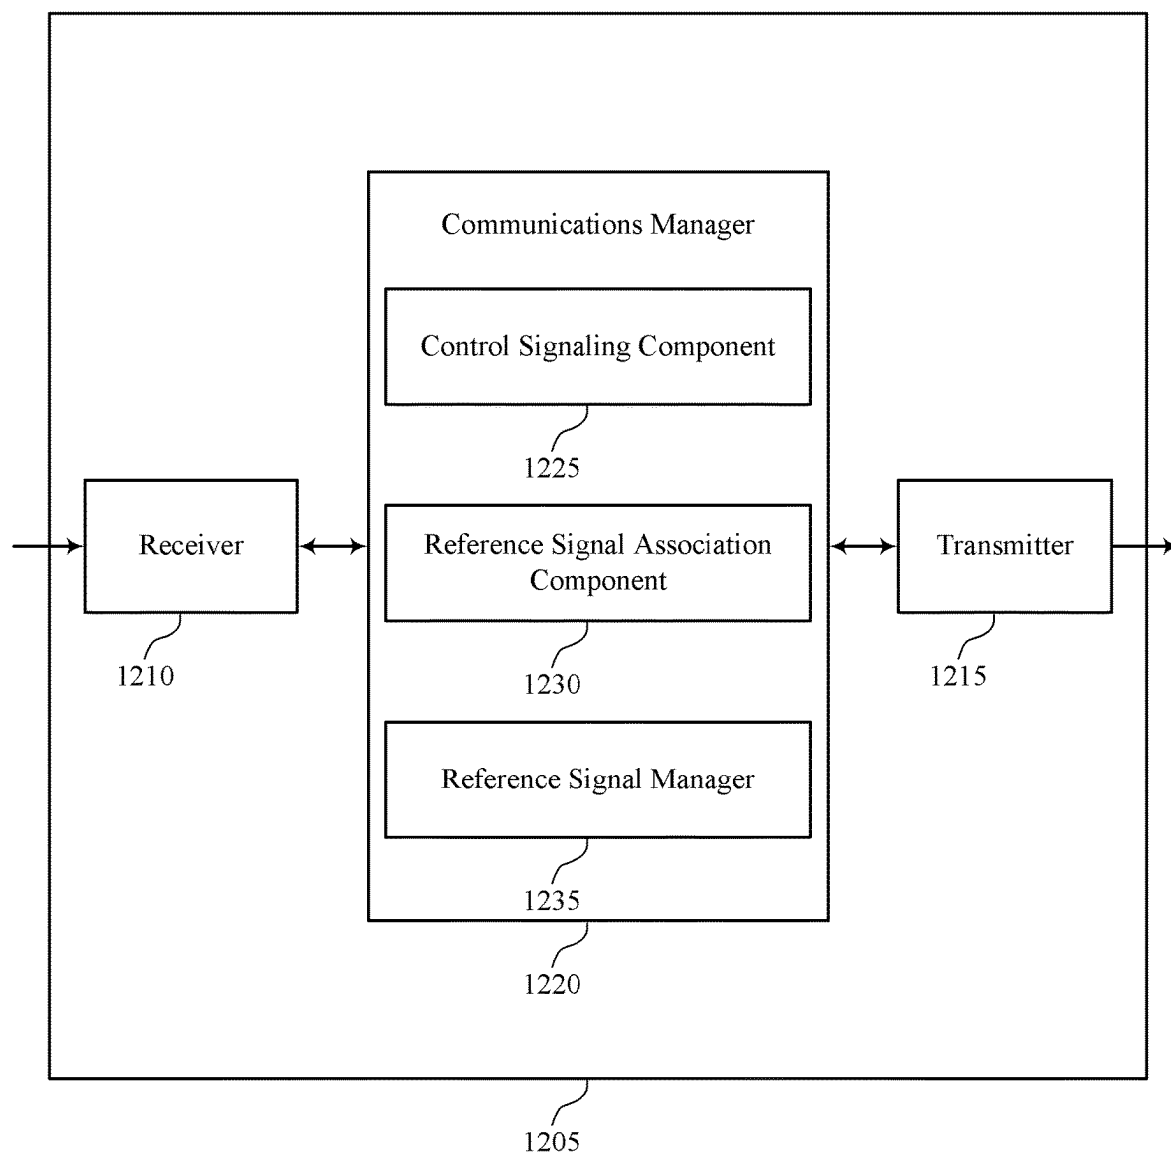 Communications Manager
Control Signaling Component
1225
Receiver
1210
Reference Signal Association
Component
1230
Transmitter
1215
Reference Signal Manager
1235
1220
1205